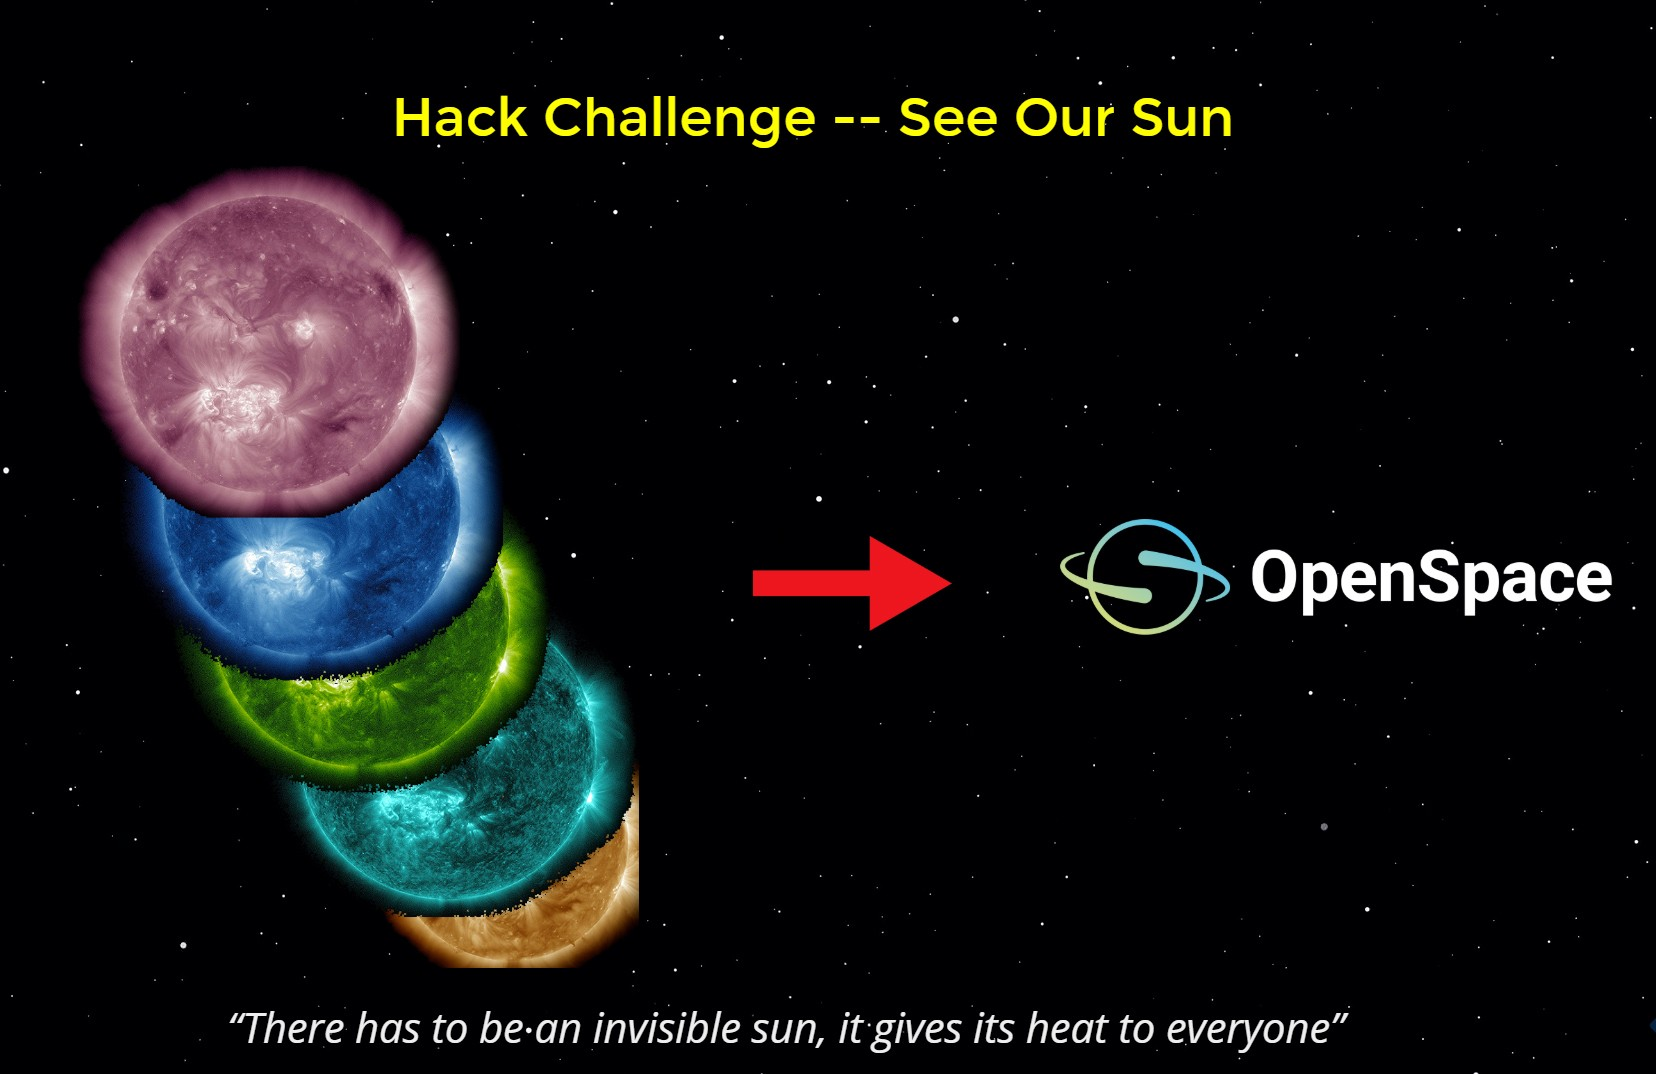 Hack Challenge -- See Our Sun
OpenSpace
“There has to be an invisible sun, it gives its heat to everyone”